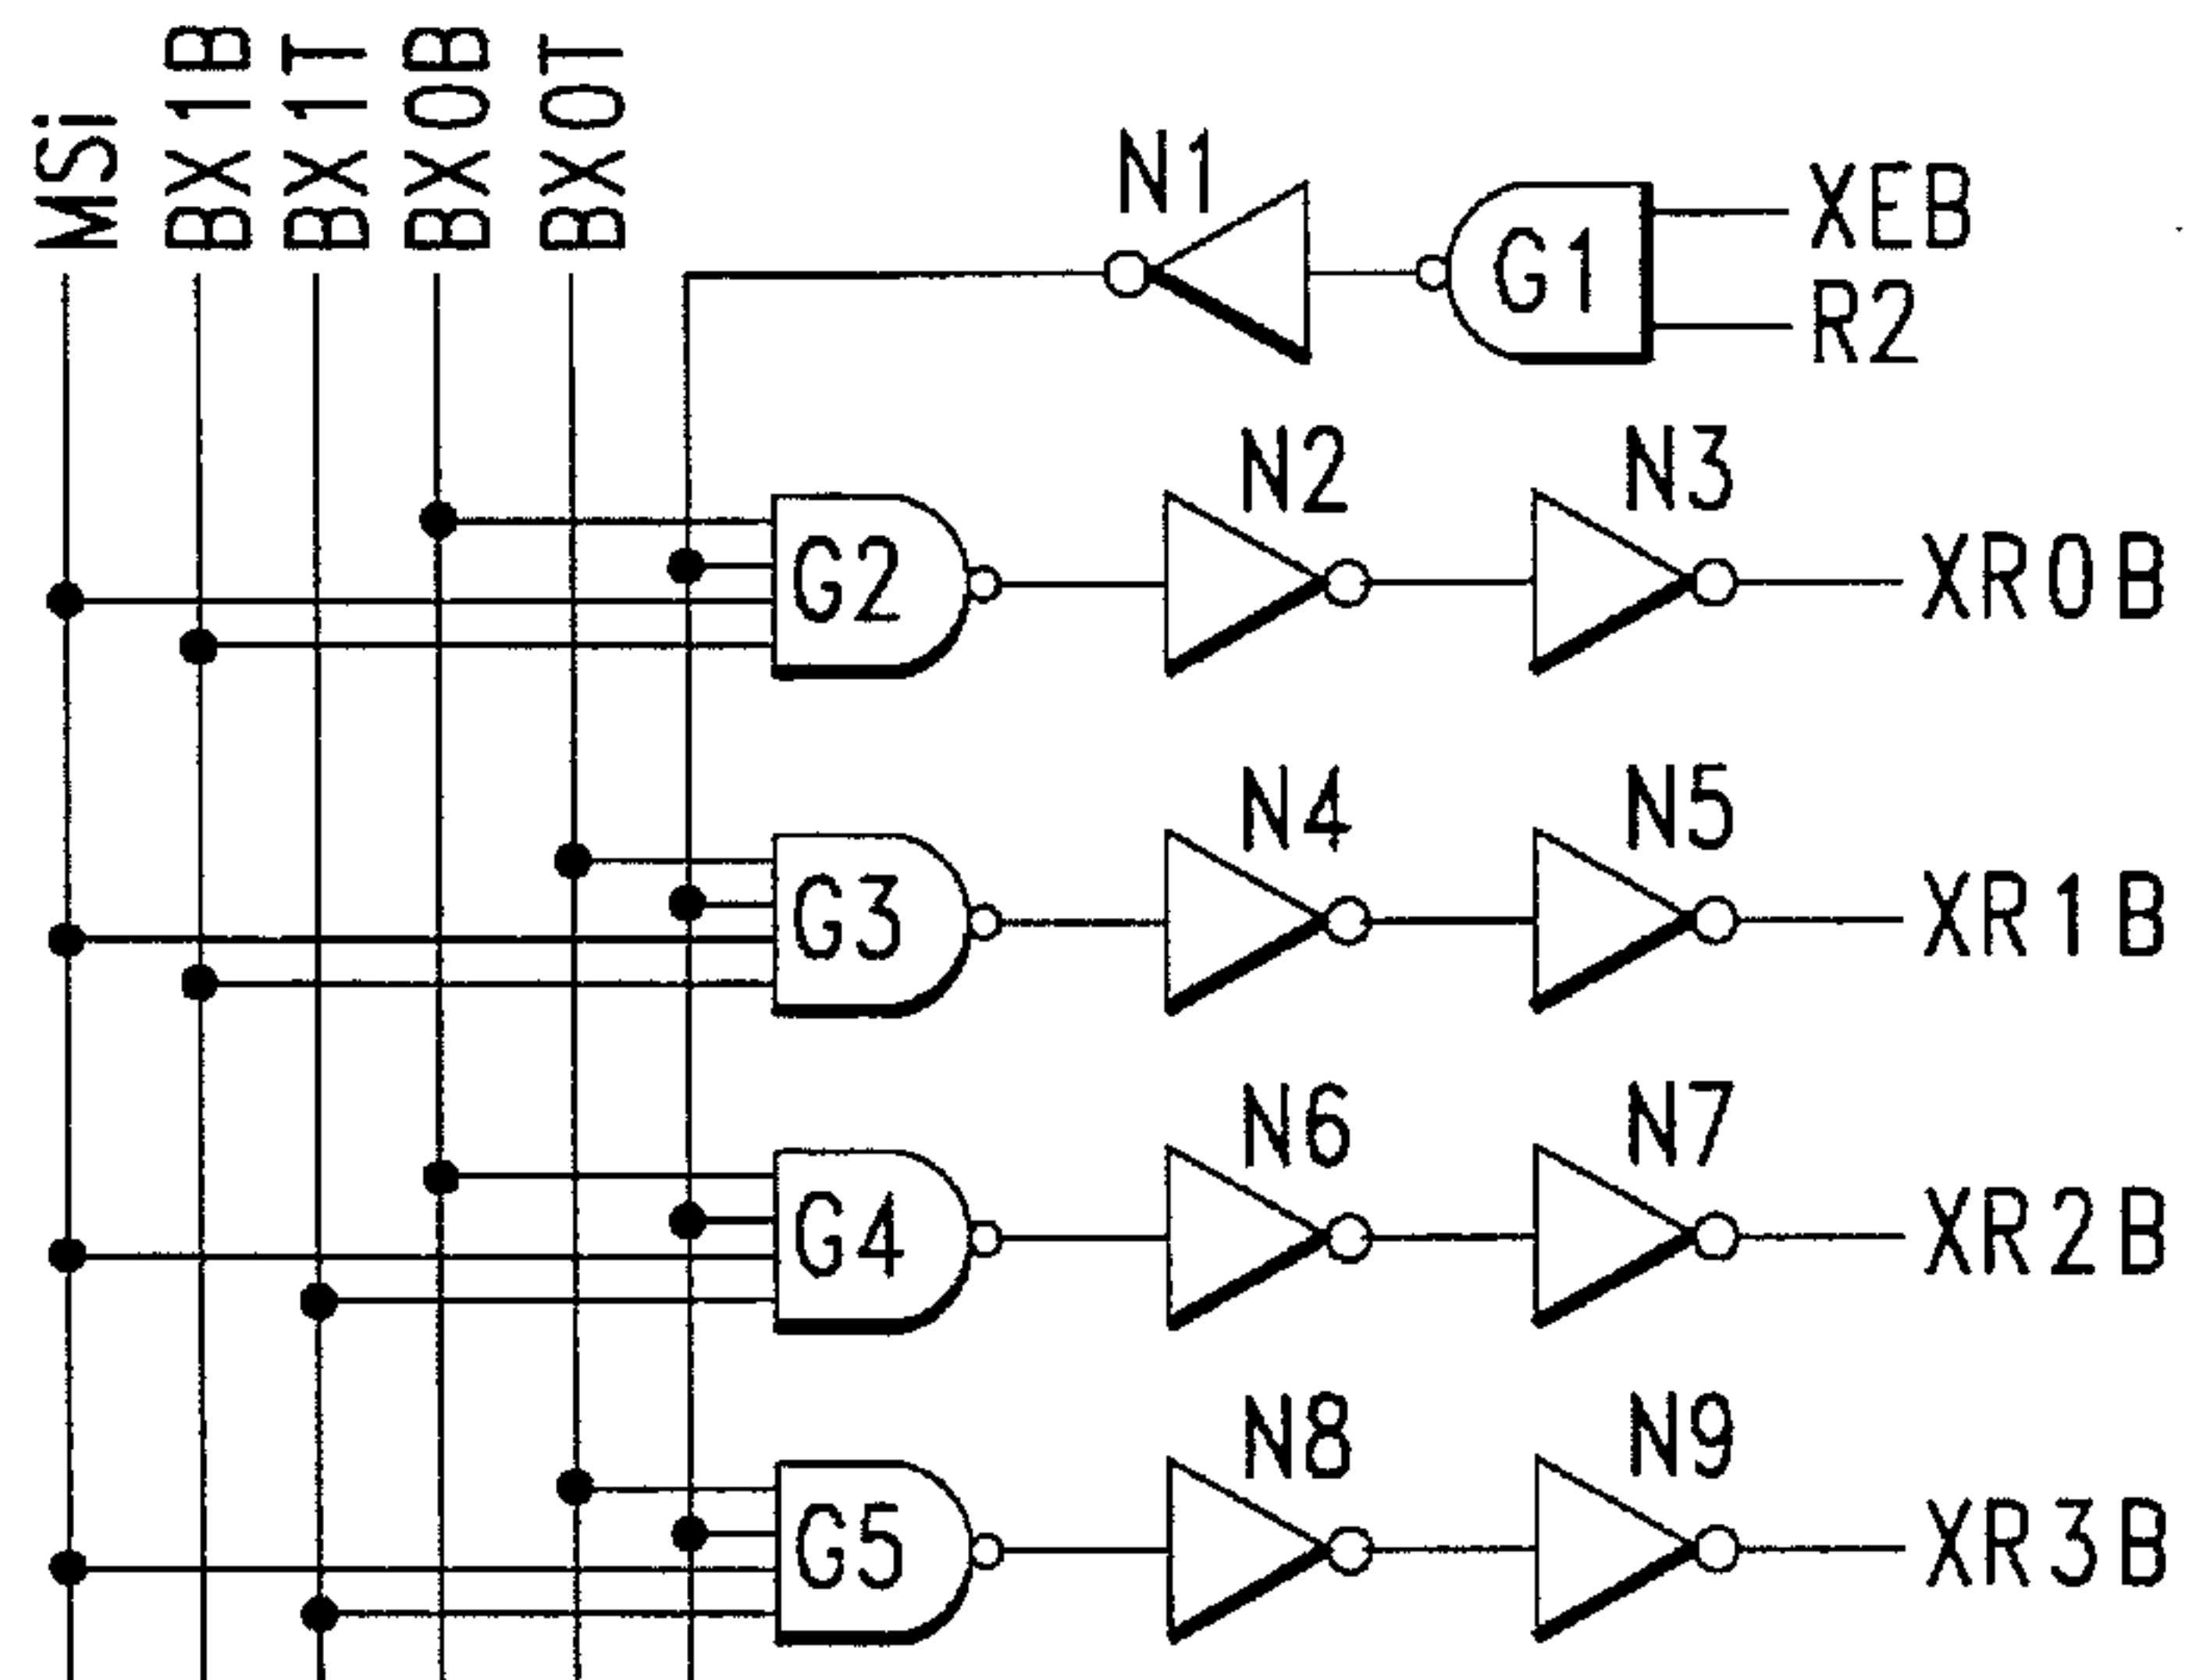 MSi
BX1B
BX1T
BX0B
BX0T
N1
G1
XEB
R2
G2
N2
N3
XR0B
G3
N4
N5
XR1B
G4
N6
N7
XR2B
G5
N8
N9
XR3B